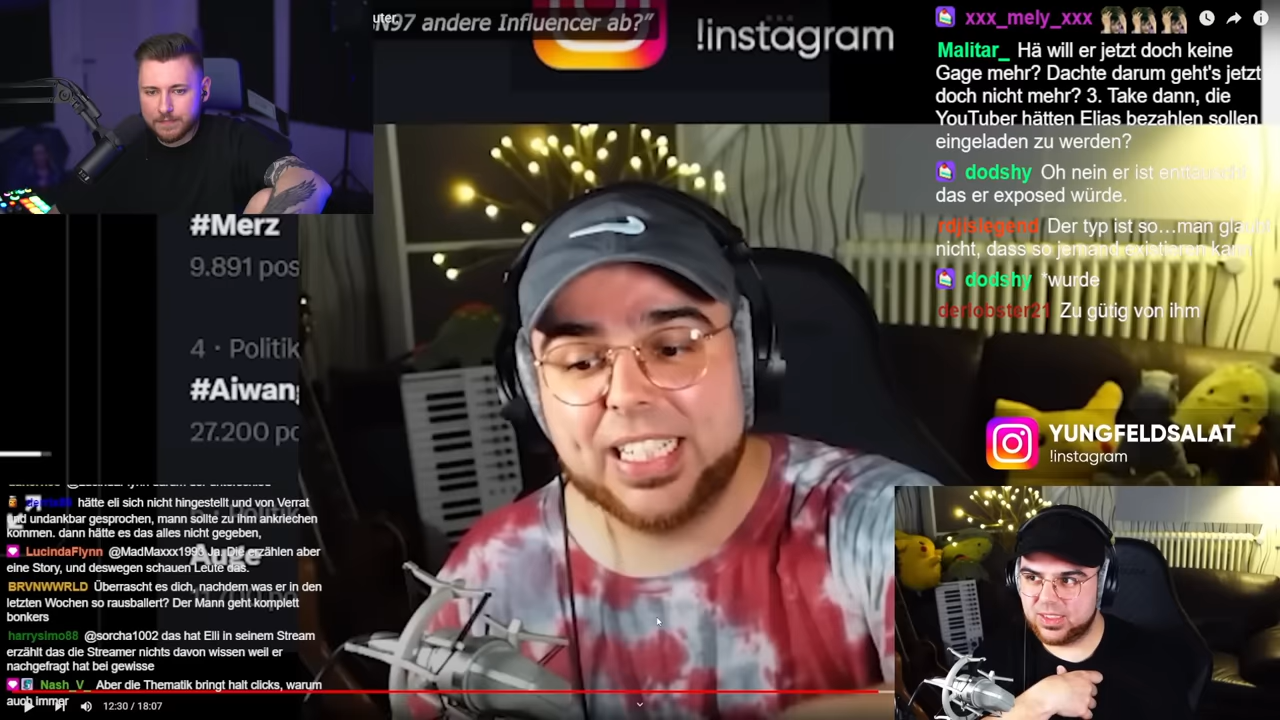 uter.
N97 andere Influencer ab?"
!instagram
xxx_mely_xxx
Malitar_ Hä will er jetzt doch keine
Gage mehr? Dachte darum geht's jetzt
doch nicht mehr? 3. Take dann, die
YouTuber hätten Elias bezahlen sollen
eingeladen zu werden?
dodshy Oh nein er ist enttäuscht
das er exposed würde.
rdjislegend Der typ ist so…man glaubt
nicht, dass so jemand existieren kann
dodshy *wurde
derlobster21 Zu gütig von ihm
#Merz
9.891 pos
4 · Politik
#Aiwang
27.200 po
YUNGFELDSALAT
!instagram
hätte eli sich nicht hingestellt und von Verrat
und undankbar gesprochen, mann sollte zu ihm ankriechen
kommen. dann hätte es das alles nicht gegeben,
LucindaFlynn @MadMaxxx1993 Ja. Die erzählen aber
eine Story, und deswegen schauen Leute das.
BRVNWWRLD Überrascht es dich, nachdem was er in den
letzten Wochen so rausballert? Der Mann geht komplett
bonkers
harrysimo88 @sorcha1002 das hat Elli in seinem Stream
erzählt das die Streamer nichts davon wissen weil er
nachgefragt hat bei gewisse
Nash_V_ Aber die Thematik bringt halt clicks, warum
auch immer
12:30 / 18:07